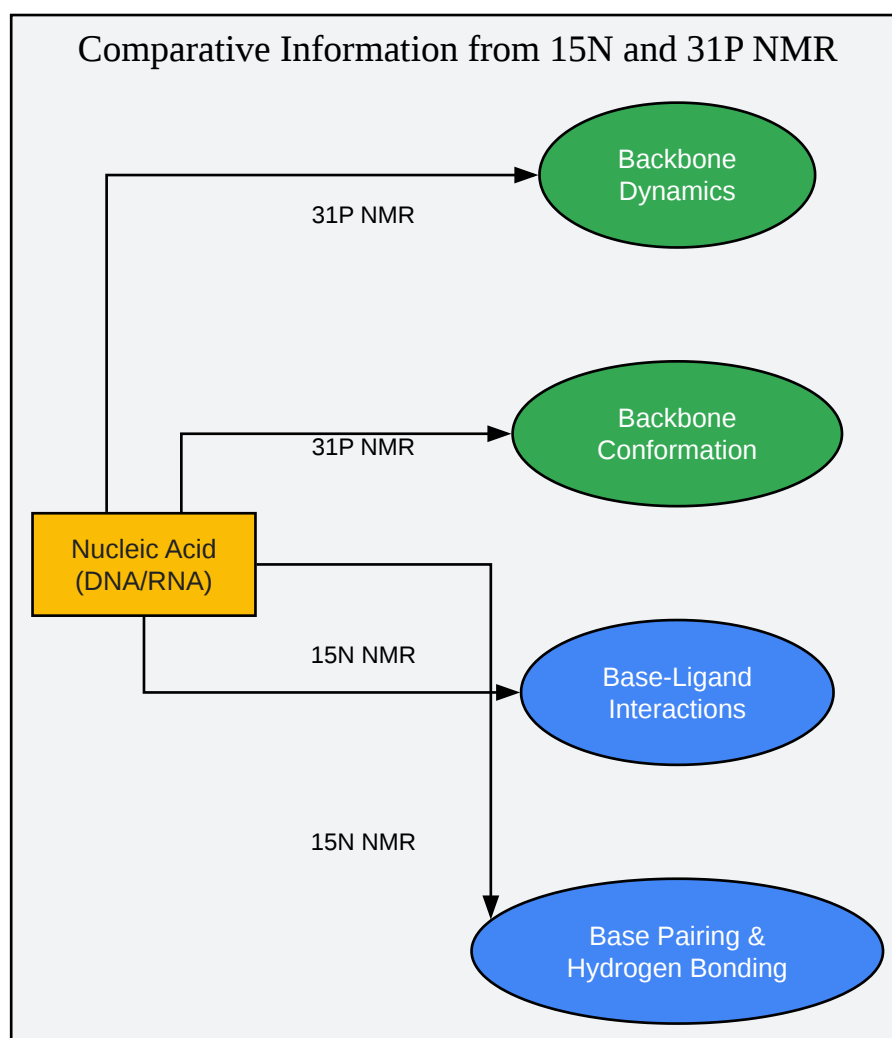 Comparative Information from 15N and 31P NMR
Backbone
Dynamics
31P NMR
Backbone
Conformation
31P NMR
Nucleic Acid
(DNA/RNA)
15N NMR
Base-Ligand
Interactions
15N NMR
Base Pairing &
Hydrogen Bonding